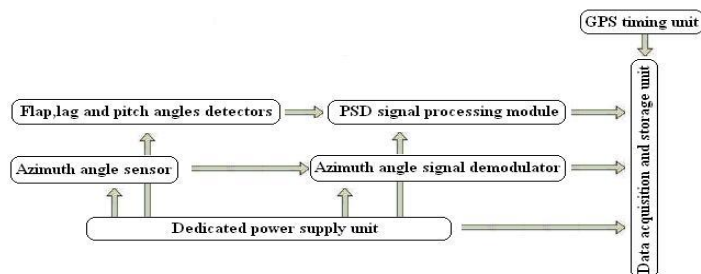 GPS timing unit
Flap,lag and pitch angles detectors
PSD signal processing module
Data acquisition and storage unit
Azimuth angle sensor
Azimuth angle signal demodulator
Dedicated power supply unit